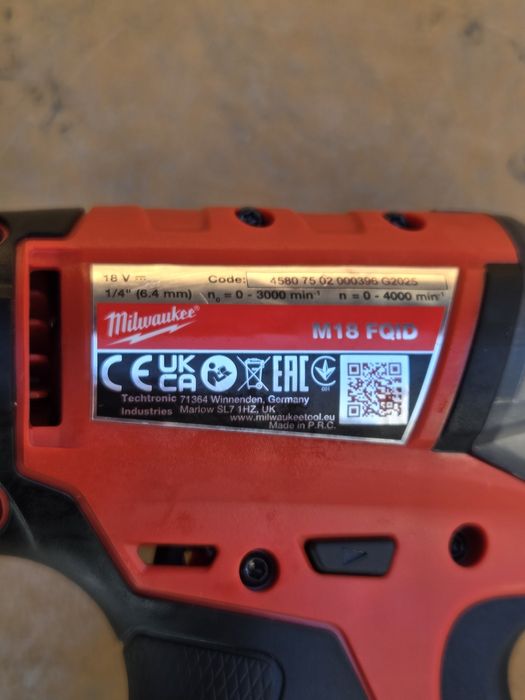 18 V ⎓ Code: 4580 75 02 000396 G2025
1/4" (6.4 mm) n₀ = 0 - 3000 min⁻¹ n = 0 - 4000 min⁻¹
Milwaukee®
M18 FQID
CE UK CA EAC
001
Techtronic 71364 Winnenden, Germany
Industries Marlow SL7 1HZ, UK
www.milwaukeetool.eu
Made in P.R.C.